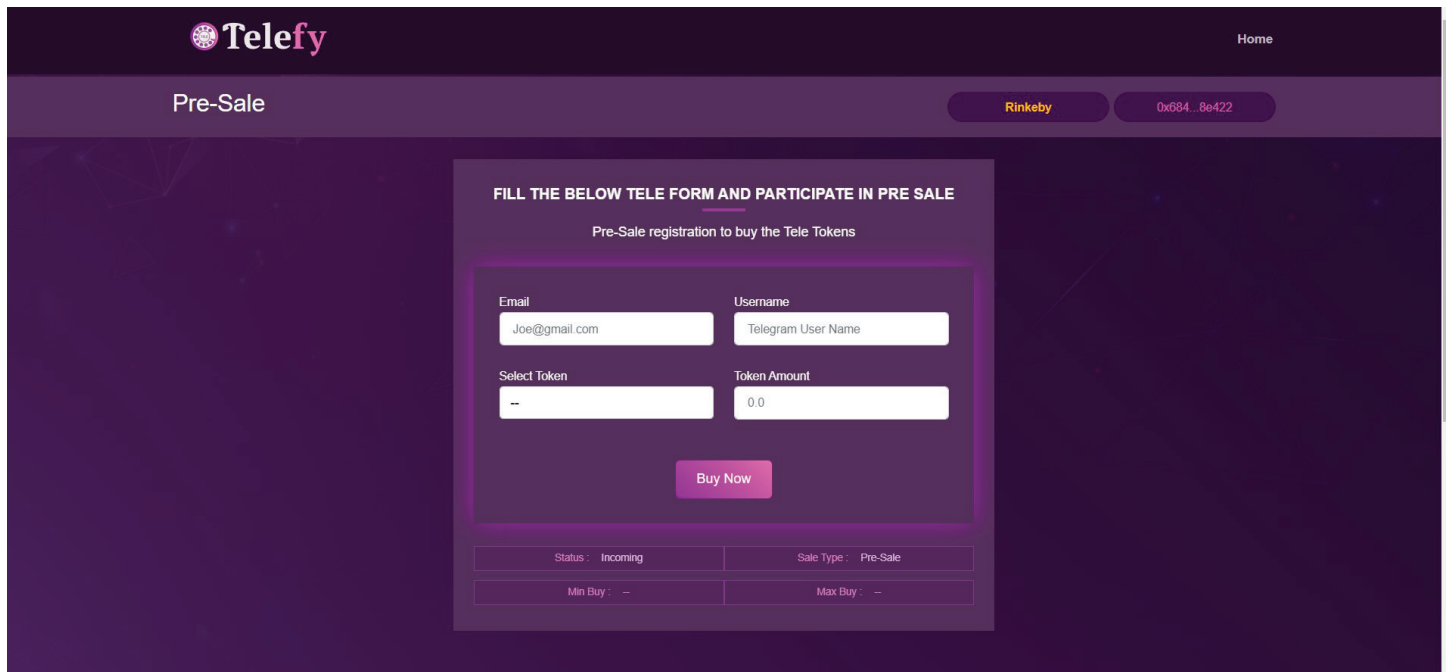 Telefy
Home
Pre-Sale
Rinkeby
0x684...8e422
FILL THE BELOW TELE FORM AND PARTICIPATE IN PRE SALE
Pre-Sale registration to buy the Tele Tokens
Email
Username
Joe@gmail.com
Telegram User Name
Select Token
Token Amount
--
0.0
Buy Now
Status : Incoming
Sale Type : Pre-Sale
Min Buy : --
Max Buy : --